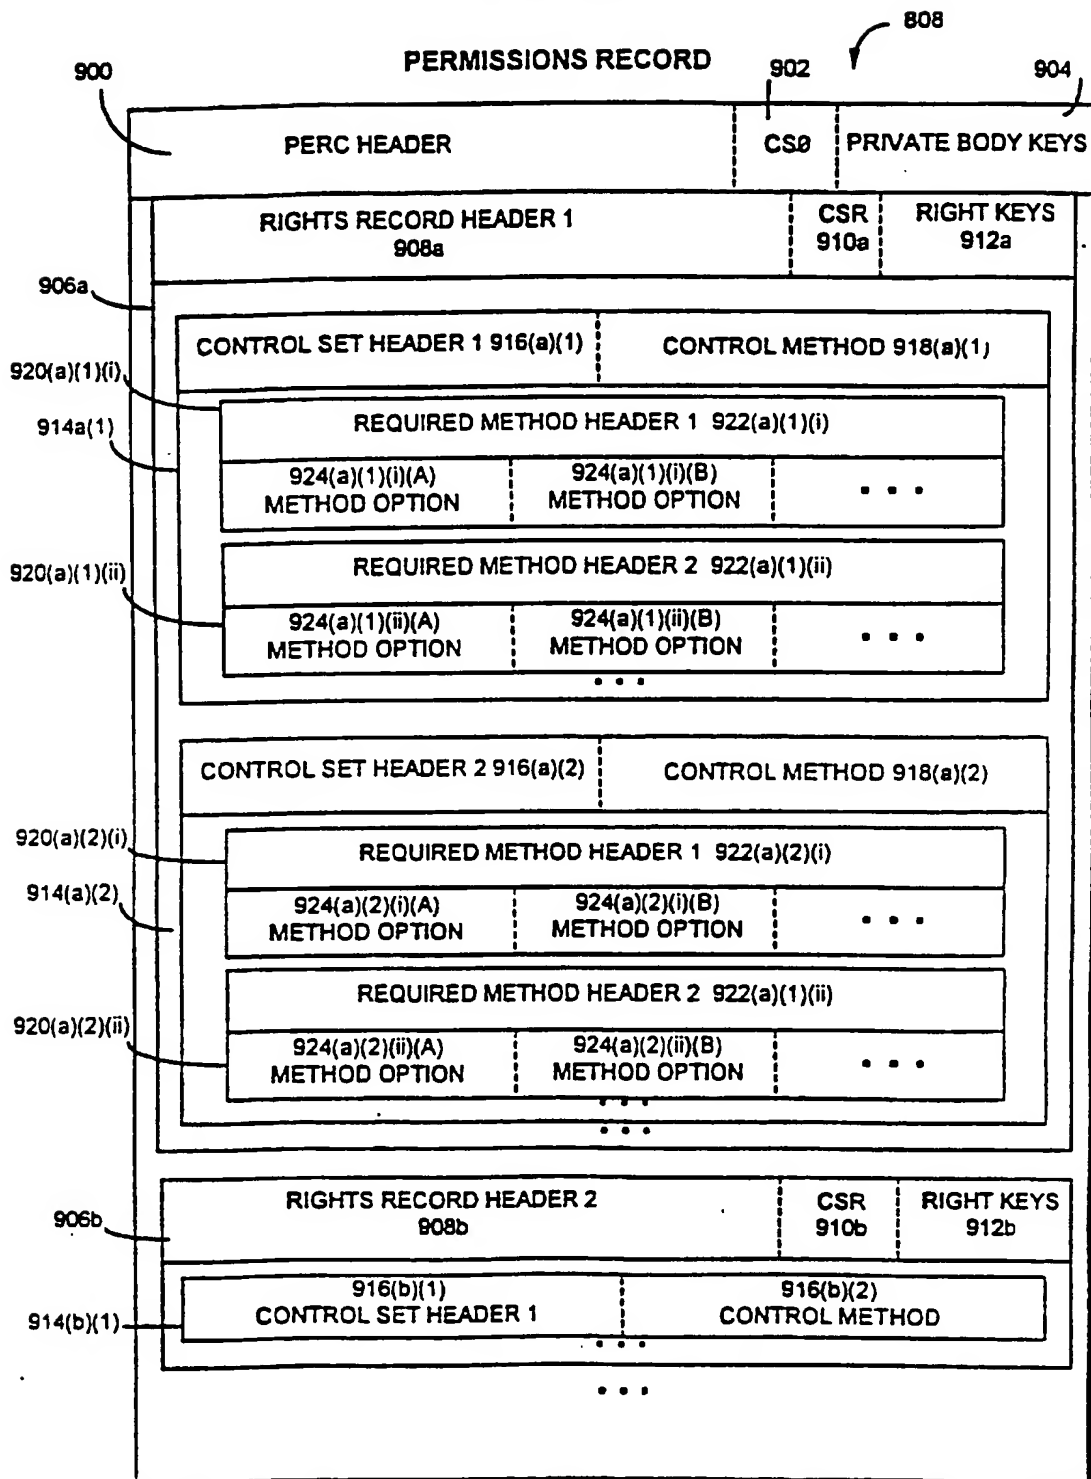 808
PERMISSIONS RECORD
900
902
904
PERC HEADER
CS0
PRIVATE BODY KEYS
RIGHTS RECORD HEADER 1
908a
CSR
910a
RIGHT KEYS
912a
906a
CONTROL SET HEADER 1 916(a)(1)
CONTROL METHOD 918(a)(1)
920(a)(1)(i)
REQUIRED METHOD HEADER 1 922(a)(1)(i)
914a(1)
924(a)(1)(i)(A)
METHOD OPTION
924(a)(1)(i)(B)
METHOD OPTION
• • •
920(a)(1)(ii)
REQUIRED METHOD HEADER 2 922(a)(1)(ii)
924(a)(1)(ii)(A)
METHOD OPTION
924(a)(1)(ii)(B)
METHOD OPTION
• • •
• • •
CONTROL SET HEADER 2 916(a)(2)
CONTROL METHOD 918(a)(2)
920(a)(2)(i)
REQUIRED METHOD HEADER 1 922(a)(2)(i)
914(a)(2)
924(a)(2)(i)(A)
METHOD OPTION
924(a)(2)(i)(B)
METHOD OPTION
• • •
REQUIRED METHOD HEADER 2 922(a)(1)(ii)
920(a)(2)(ii)
924(a)(2)(ii)(A)
METHOD OPTION
924(a)(2)(ii)(B)
METHOD OPTION
• • •
• • •
• • •
906b
RIGHTS RECORD HEADER 2
908b
CSR
910b
RIGHT KEYS
912b
914(b)(1)
916(b)(1)
CONTROL SET HEADER 1
916(b)(2)
CONTROL METHOD
• • •
• • •